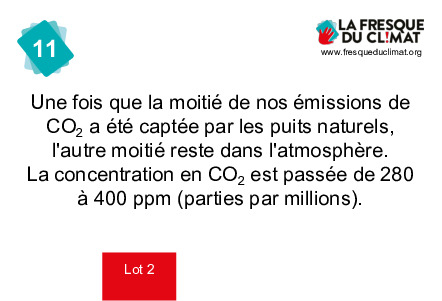 11
LA FRESQUE
DU CL!MAT
www.fresqueduclimat.org
Une fois que la moitié de nos émissions de
CO₂ a été captée par les puits naturels,
l'autre moitié reste dans l'atmosphère.
La concentration en CO₂ est passée de 280
à 400 ppm (parties par millions).
Lot 2